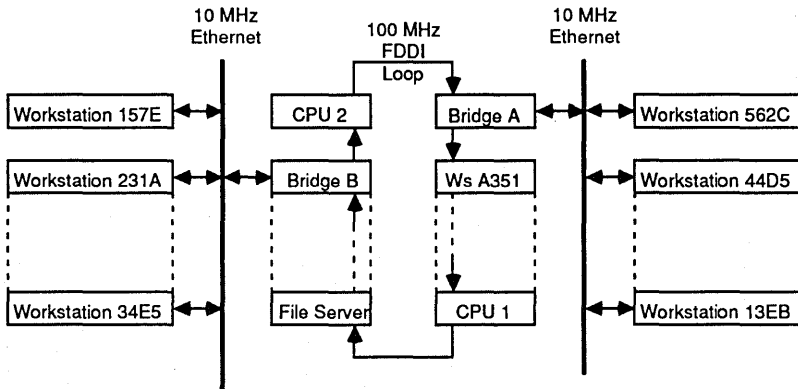 10 MHz
Ethernet
100 MHz
FDDI
Loop
10 MHz
Ethernet
Workstation 157E
CPU 2
Bridge A
Workstation 562C
Workstation 231A
Bridge B
Ws A351
Workstation 44D5
Workstation 34E5
File Server
CPU 1
Workstation 13EB